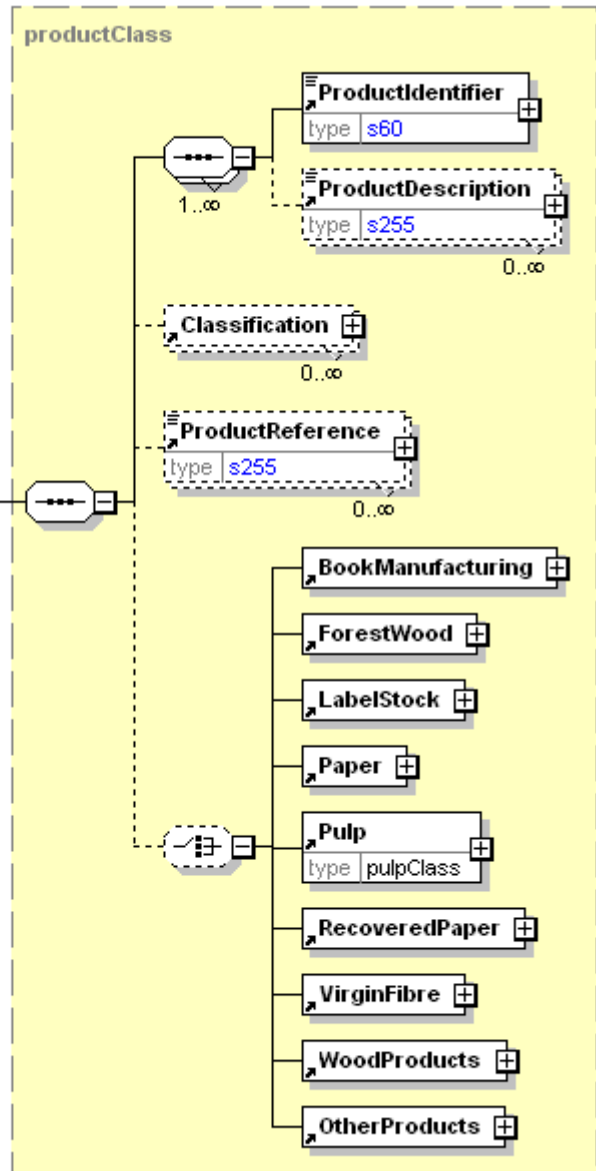 productClass
ProductIdentifier
type s60
1..∞
ProductDescription
type s255
0..∞
Classification
0..∞
ProductReference
type s255
0..∞
BookManufacturing
ForestWood
LabelStock
Paper
Pulp
type pulpClass
RecoveredPaper
VirginFibre
WoodProducts
OtherProducts